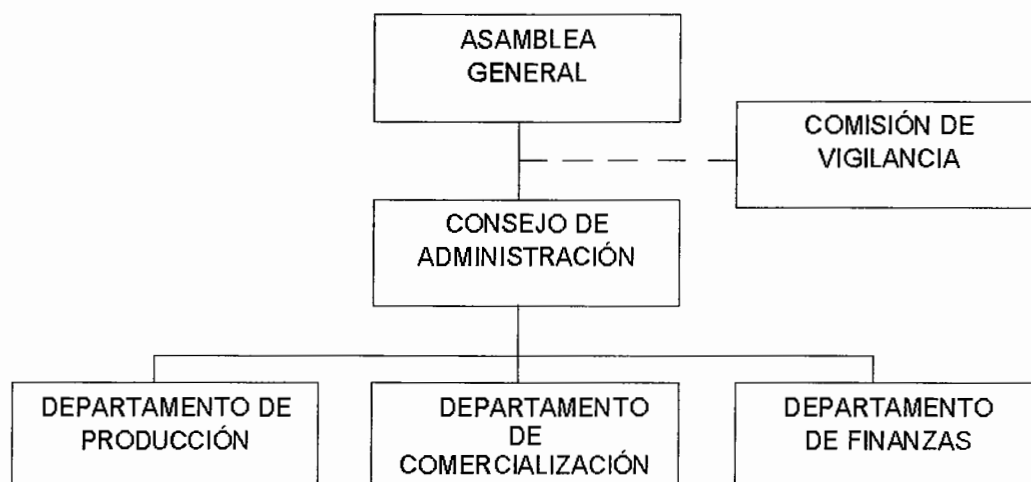 ASAMBLEA
GENERAL
COMISIÓN DE
VIGILANCIA
CONSEJO DE
ADMINISTRACIÓN
DEPARTAMENTO DE
PRODUCCIÓN
DEPARTAMENTO
DE
COMERCIALIZACIÓN
DEPARTAMENTO
DE FINANZAS